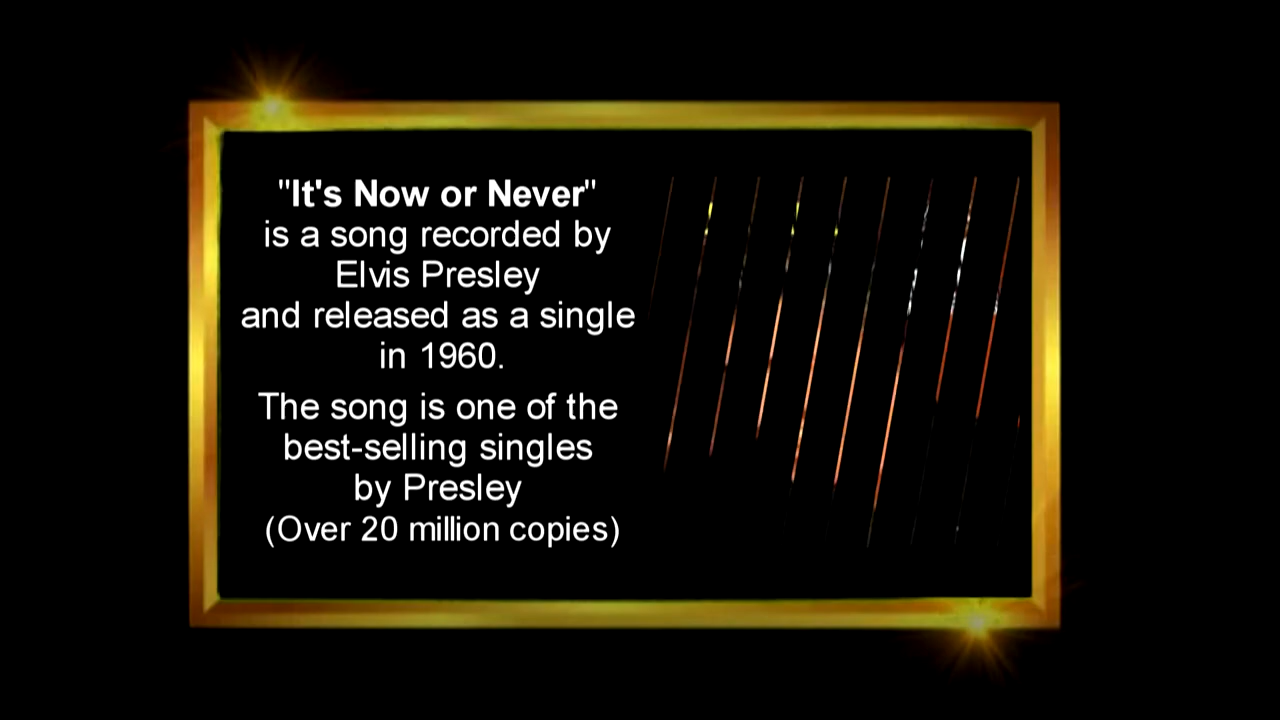 "It's Now or Never"
is a song recorded by
Elvis Presley
and released as a single
in 1960.
The song is one of the
best-selling singles
by Presley
(Over 20 million copies)